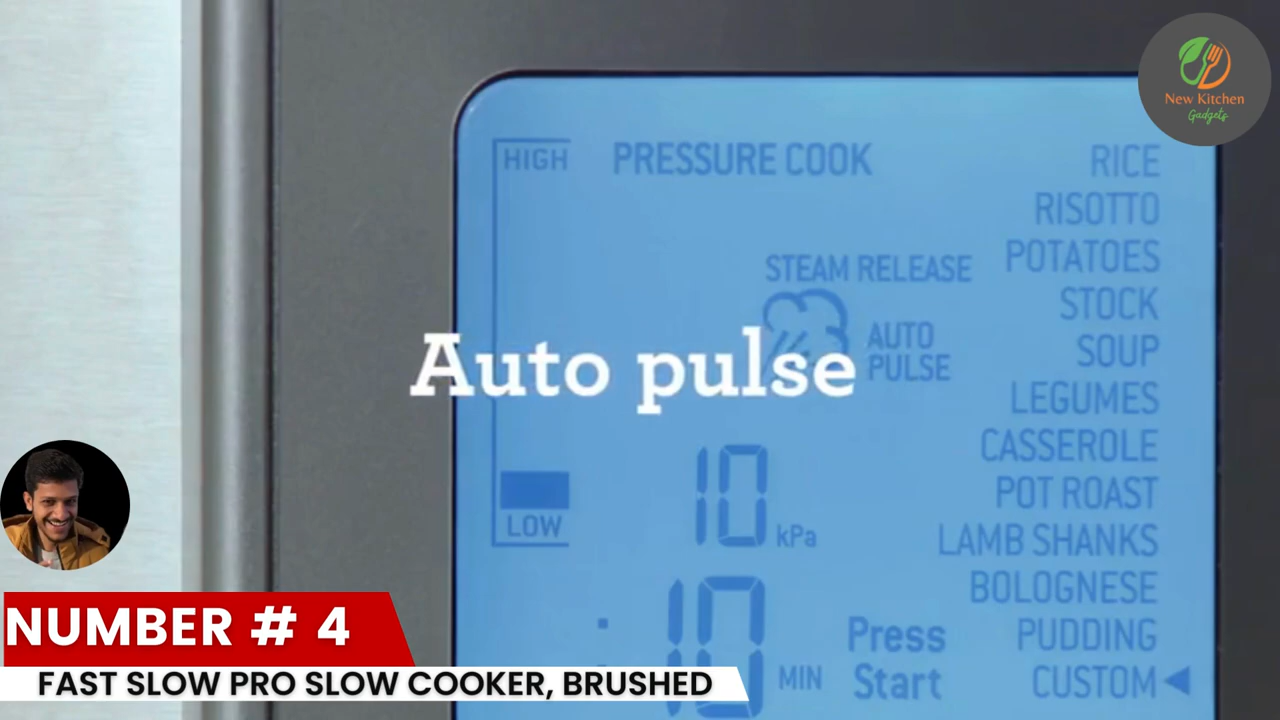 New Kitchen
Gadgets
HIGH
PRESSURE COOK
RICE
RISOTTO
STEAM RELEASE
POTATOES
STOCK
AUTO
PULSE
SOUP
Auto pulse
LEGUMES
CASSEROLE
10 kPa
POT ROAST
LOW
LAMB SHANKS
BOLOGNESE
: 10 MIN
Press
Start
PUDDING
CUSTOM
NUMBER # 4
FAST SLOW PRO SLOW COOKER, BRUSHED